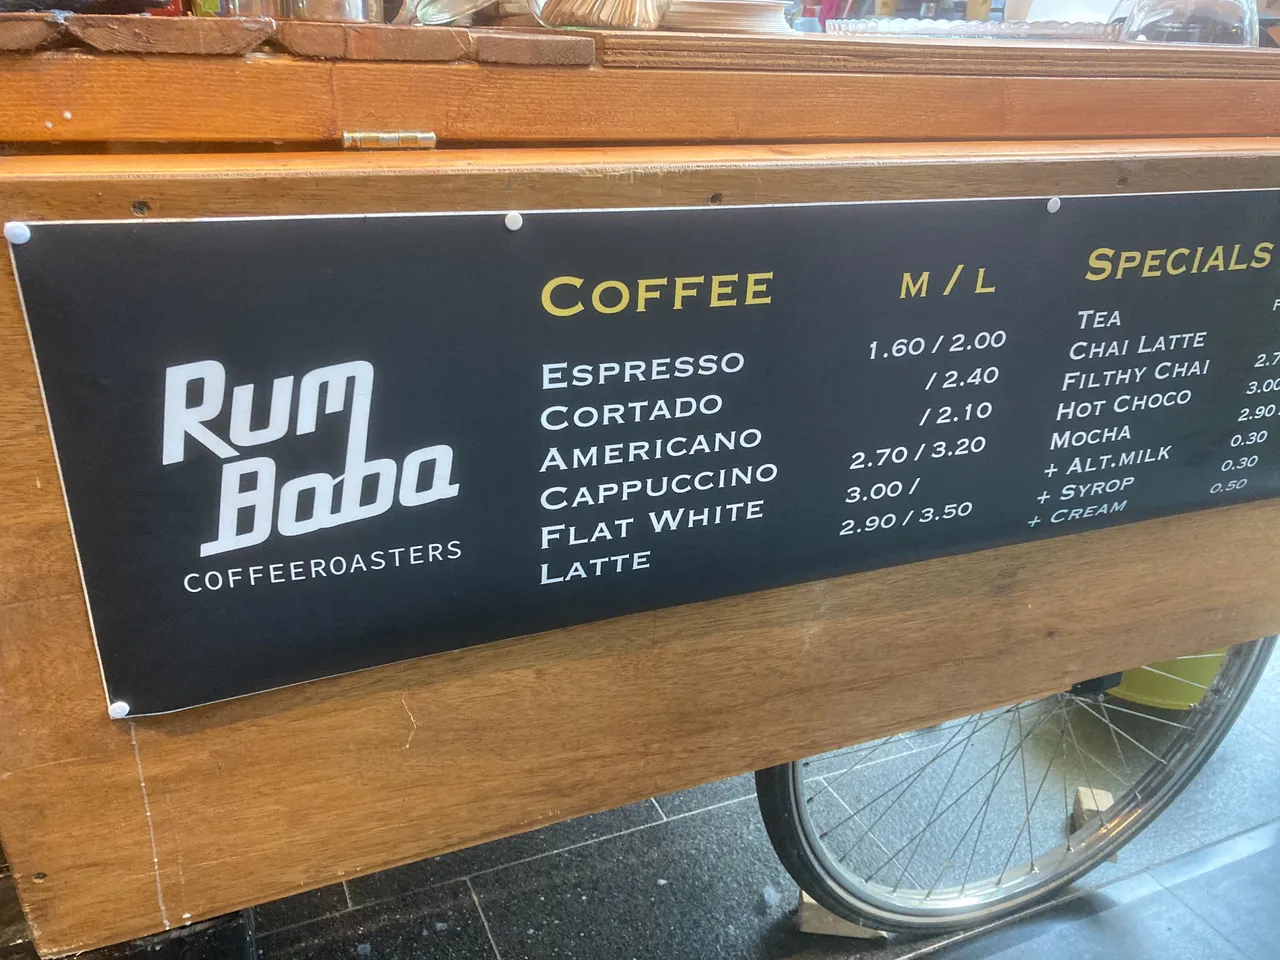 Rum
Baba
COFFEEROASTERS
COFFEE M / L
ESPRESSO 1.60 / 2.00
CORTADO / 2.40
AMERICANO / 2.10
CAPPUCCINO 2.70 / 3.20
FLAT WHITE 3.00 /
LATTE 2.90 / 3.50
SPECIALS
TEA
CHAI LATTE
FILTHY CHAI
HOT CHOCO
MOCHA 2.90
+ ALT.MILK 0.30
+ SYROP 0.30
+ CREAM 0.50